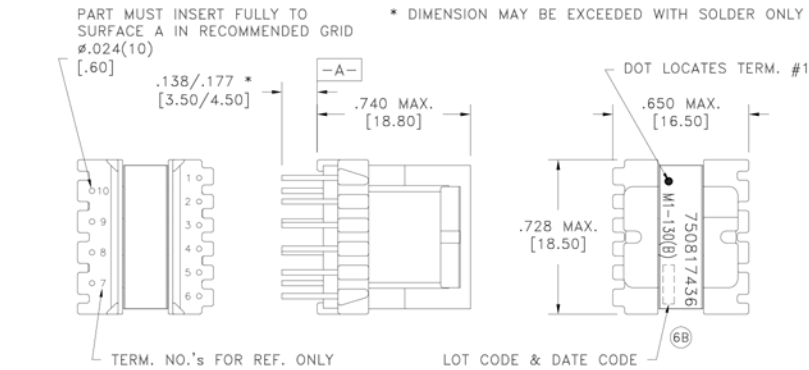 PART MUST INSERT FULLY TO
SURFACE A IN RECOMMENDED GRID
ø.024(10)
[.60]
* DIMENSION MAY BE EXCEEDED WITH SOLDER ONLY
.138/.177 *
[3.50/4.50]
-A-
.740 MAX.
[18.80]
DOT LOCATES TERM. #1
.650 MAX.
[16.50]
10
9
8
7
1
2
3
4
5
6
.728 MAX.
[18.50]
M1-130(B)
750817436
6B
TERM. NO.'s FOR REF. ONLY
LOT CODE & DATE CODE